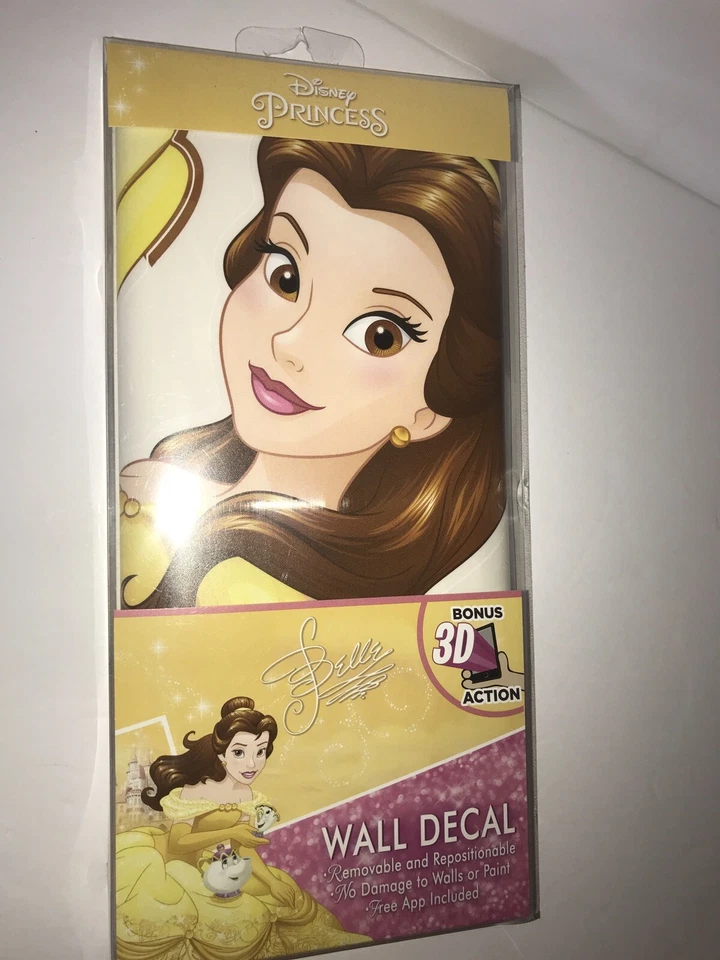 Disney
PRINCESS
Belle
BONUS
3D
ACTION
WALL DECAL
·Removable and Repositionable
·No Damage to Walls or Paint
·Free App Included